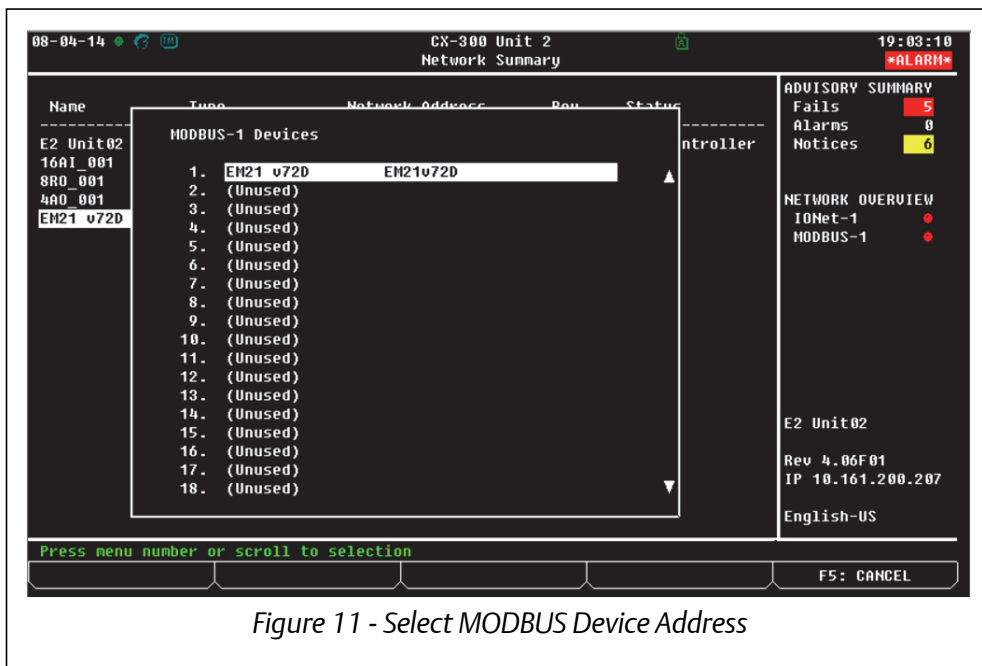 08-04-14 CX-300 Unit 2 19:03:10
Network Summary *ALARM*
Name Type Network Address Rev Status
E2 Unit02 ntroller
16AI_001
8RO_001
4AO_001
EM21 v72D
MODBUS-1 Devices
1. EM21 v72D EM21v72D
2. (Unused)
3. (Unused)
4. (Unused)
5. (Unused)
6. (Unused)
7. (Unused)
8. (Unused)
9. (Unused)
10. (Unused)
11. (Unused)
12. (Unused)
13. (Unused)
14. (Unused)
15. (Unused)
16. (Unused)
17. (Unused)
18. (Unused)
ADVISORY SUMMARY
Fails 5
Alarms 0
Notices 6
NETWORK OVERVIEW
IONet-1
MODBUS-1
E2 Unit02
Rev 4.06F01
IP 10.161.200.207
English-US
Press menu number or scroll to selection
F5: CANCEL
Figure 11 - Select MODBUS Device Address